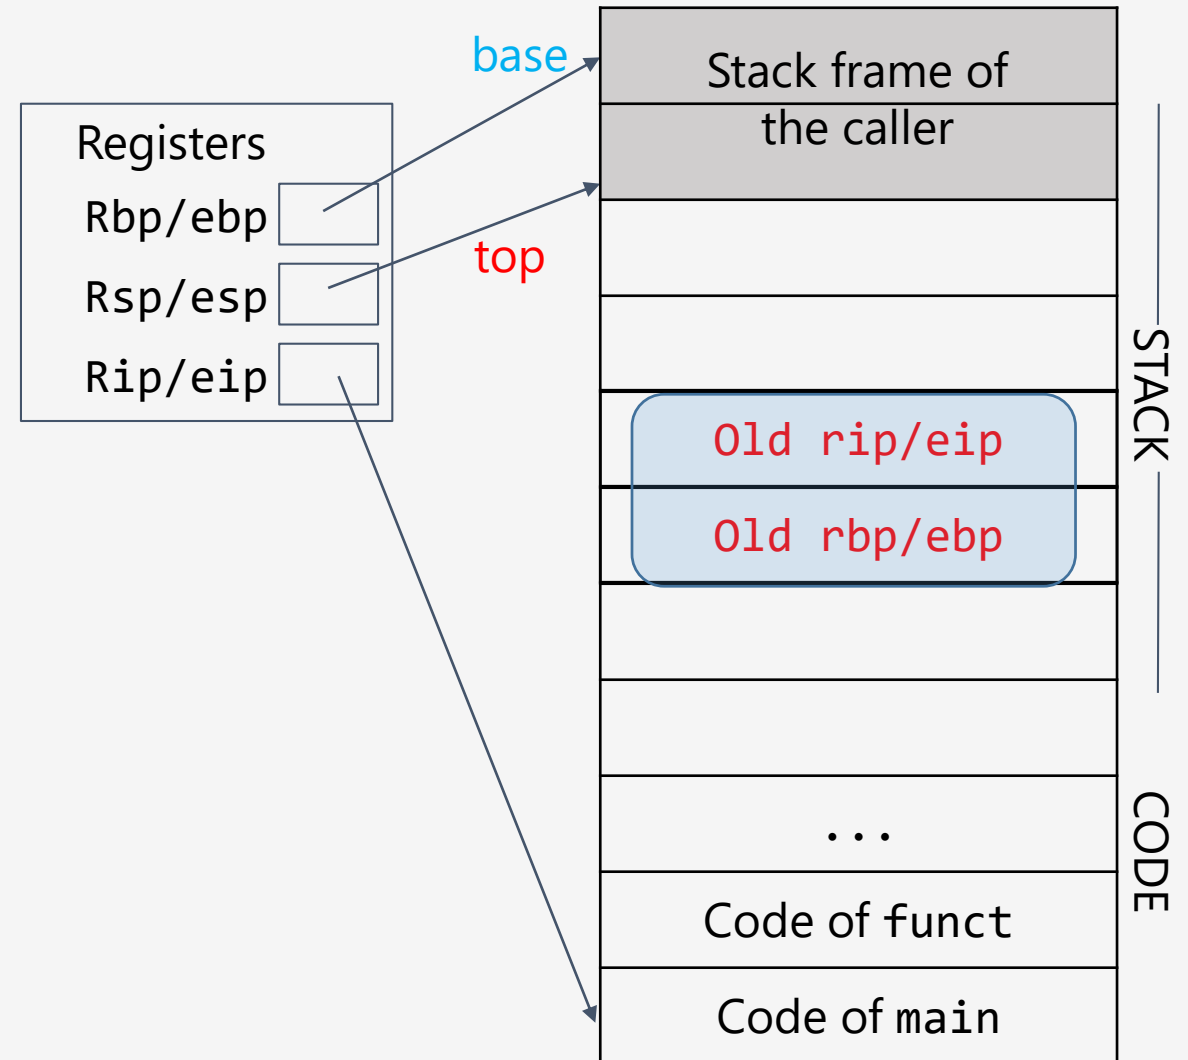 base
Stack frame of
the caller
Registers
Rbp/ebp
top
Rsp/esp
Rip/eip
STACK
Old rip/eip
Old rbp/ebp
...
CODE
Code of funct
Code of main